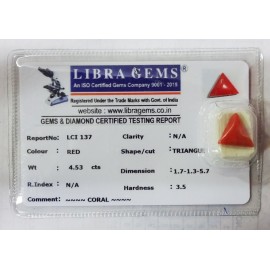 LIBRA GEMS
An ISO Certified Gems Company 9001 - 2015
Registered Under the Trade Marks with Govt. of India
website : www.libragems.co.in
GEMS & DIAMOND CERTIFIED TESTING REPORT
ReportNo: LCI 137 Clarity : N/A
Colour : RED Shape/cut : TRIANGUL
Wt : 4.53 cts Dimension : 1.7-1.3-5.7
R.Index : N/A Hardness : 3.5
Comment : ~~~~ CORAL ~~~~